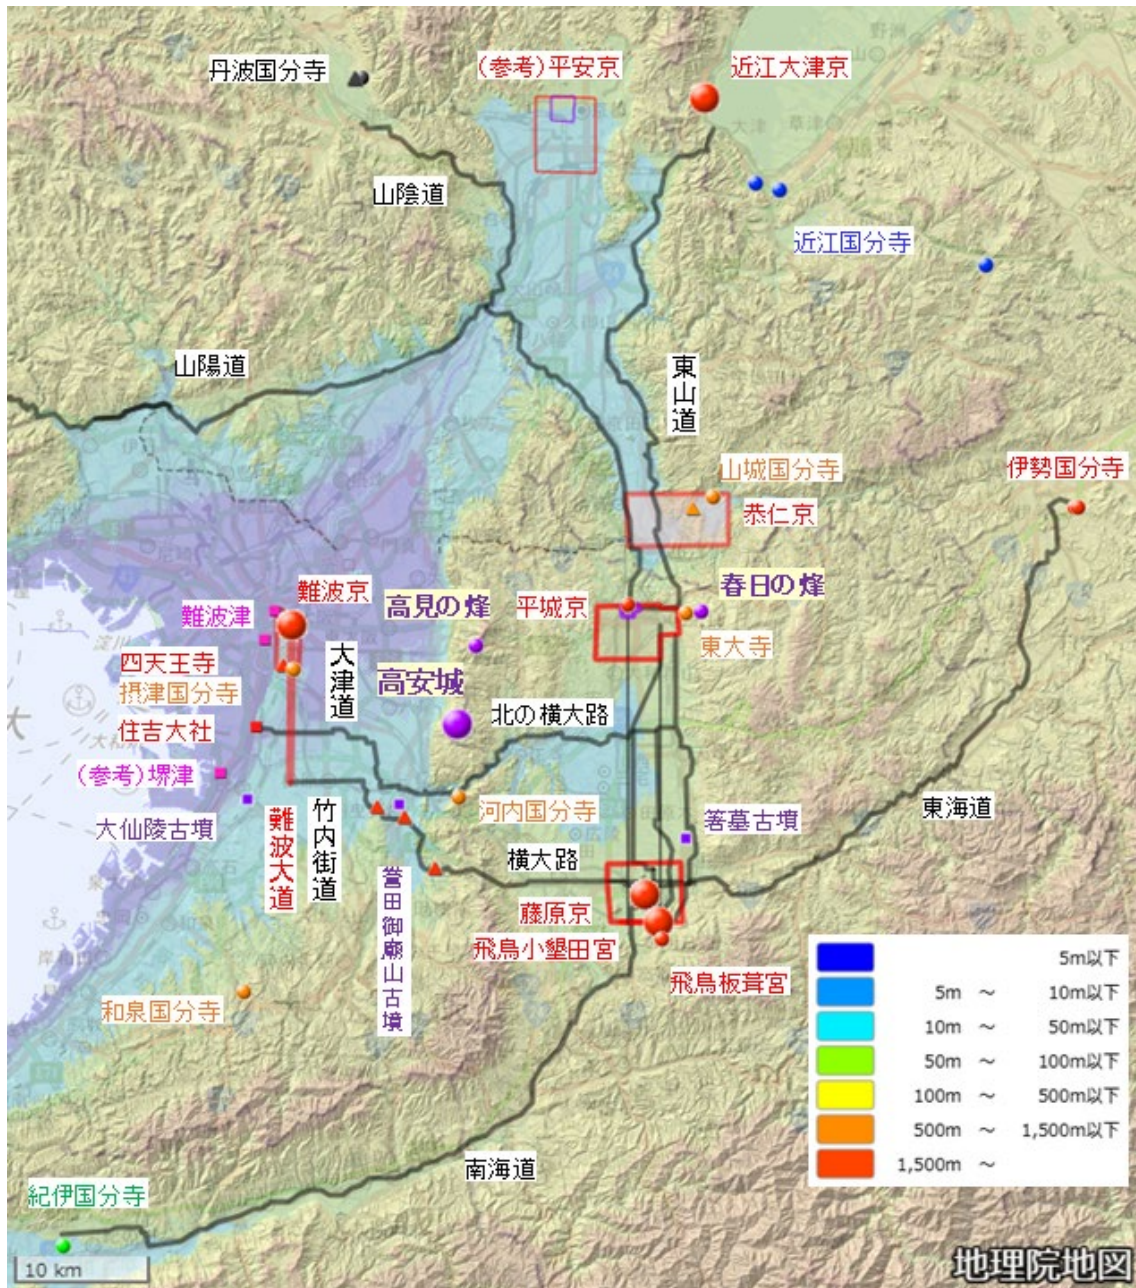 丹波国分寺
(参考)平安京
近江大津京
大津
草津
山陰道
近江国分寺
山陽道
東山道
山城国分寺
伊勢国分寺
恭仁京
難波京
高見の烽
春日の烽
難波津
平城京
東大寺
四天王寺
大津道
摂津国分寺
高安城
北の横大路
住吉大社
(参考)堺津
河内国分寺
箸墓古墳
東海道
大仙陵古墳
難波大道
竹内街道
横大路
誉田御廟山古墳
藤原京
飛鳥小墾田宮
飛鳥板葺宮
和泉国分寺
南海道
紀伊国分寺
10 km
5m以下
5m ～ 10m以下
10m ～ 50m以下
50m ～ 100m以下
100m ～ 500m以下
500m ～ 1,500m以下
1,500m ～
地理院地図